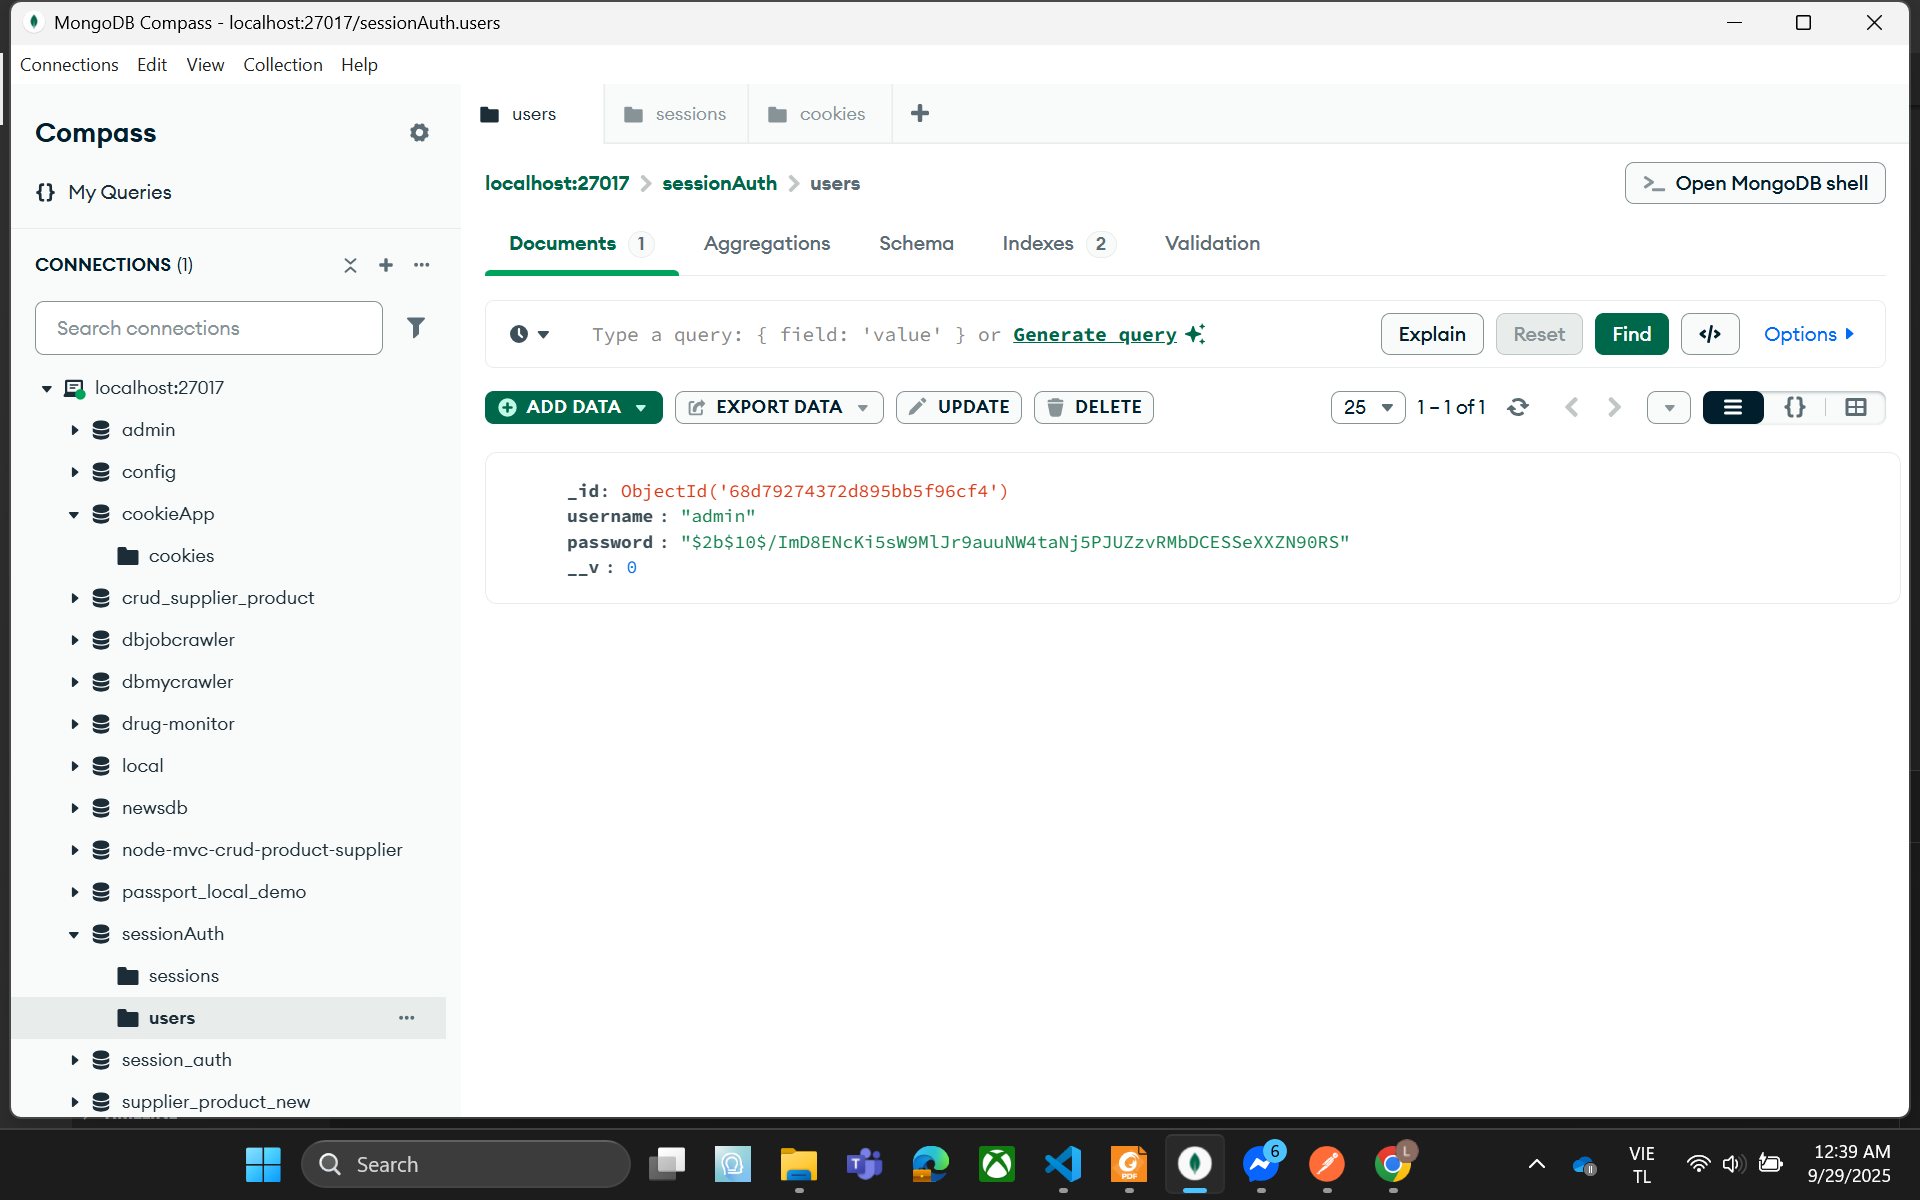 MongoDB Compass - localhost:27017/sessionAuth.users
Connections Edit View Collection Help
Compass
{} My Queries
CONNECTIONS (1)
Search connections
localhost:27017
admin
config
cookieApp
cookies
crud_supplier_product
dbjobcrawler
dbmycrawler
drug-monitor
local
newsdb
node-mvc-crud-product-supplier
passport_local_demo
sessionAuth
sessions
users
session_auth
supplier_product_new
users sessions cookies
localhost:27017 > sessionAuth > users
>_ Open MongoDB shell
Documents 1 Aggregations Schema Indexes 2 Validation
Type a query: { field: 'value' } or Generate query
Explain Reset Find </> Options
ADD DATA EXPORT DATA UPDATE DELETE
25 1 – 1 of 1 {}
_id: ObjectId('68d79274372d895bb5f96cf4')
username : "admin"
password : "$2b$10$/ImD8ENcKi5sW9MlJr9auuNW4taNj5PJUZzvRMbDCESSeXXZN90RS"
__v : 0
Search
6
L
VIE
TL
12:39 AM
9/29/2025